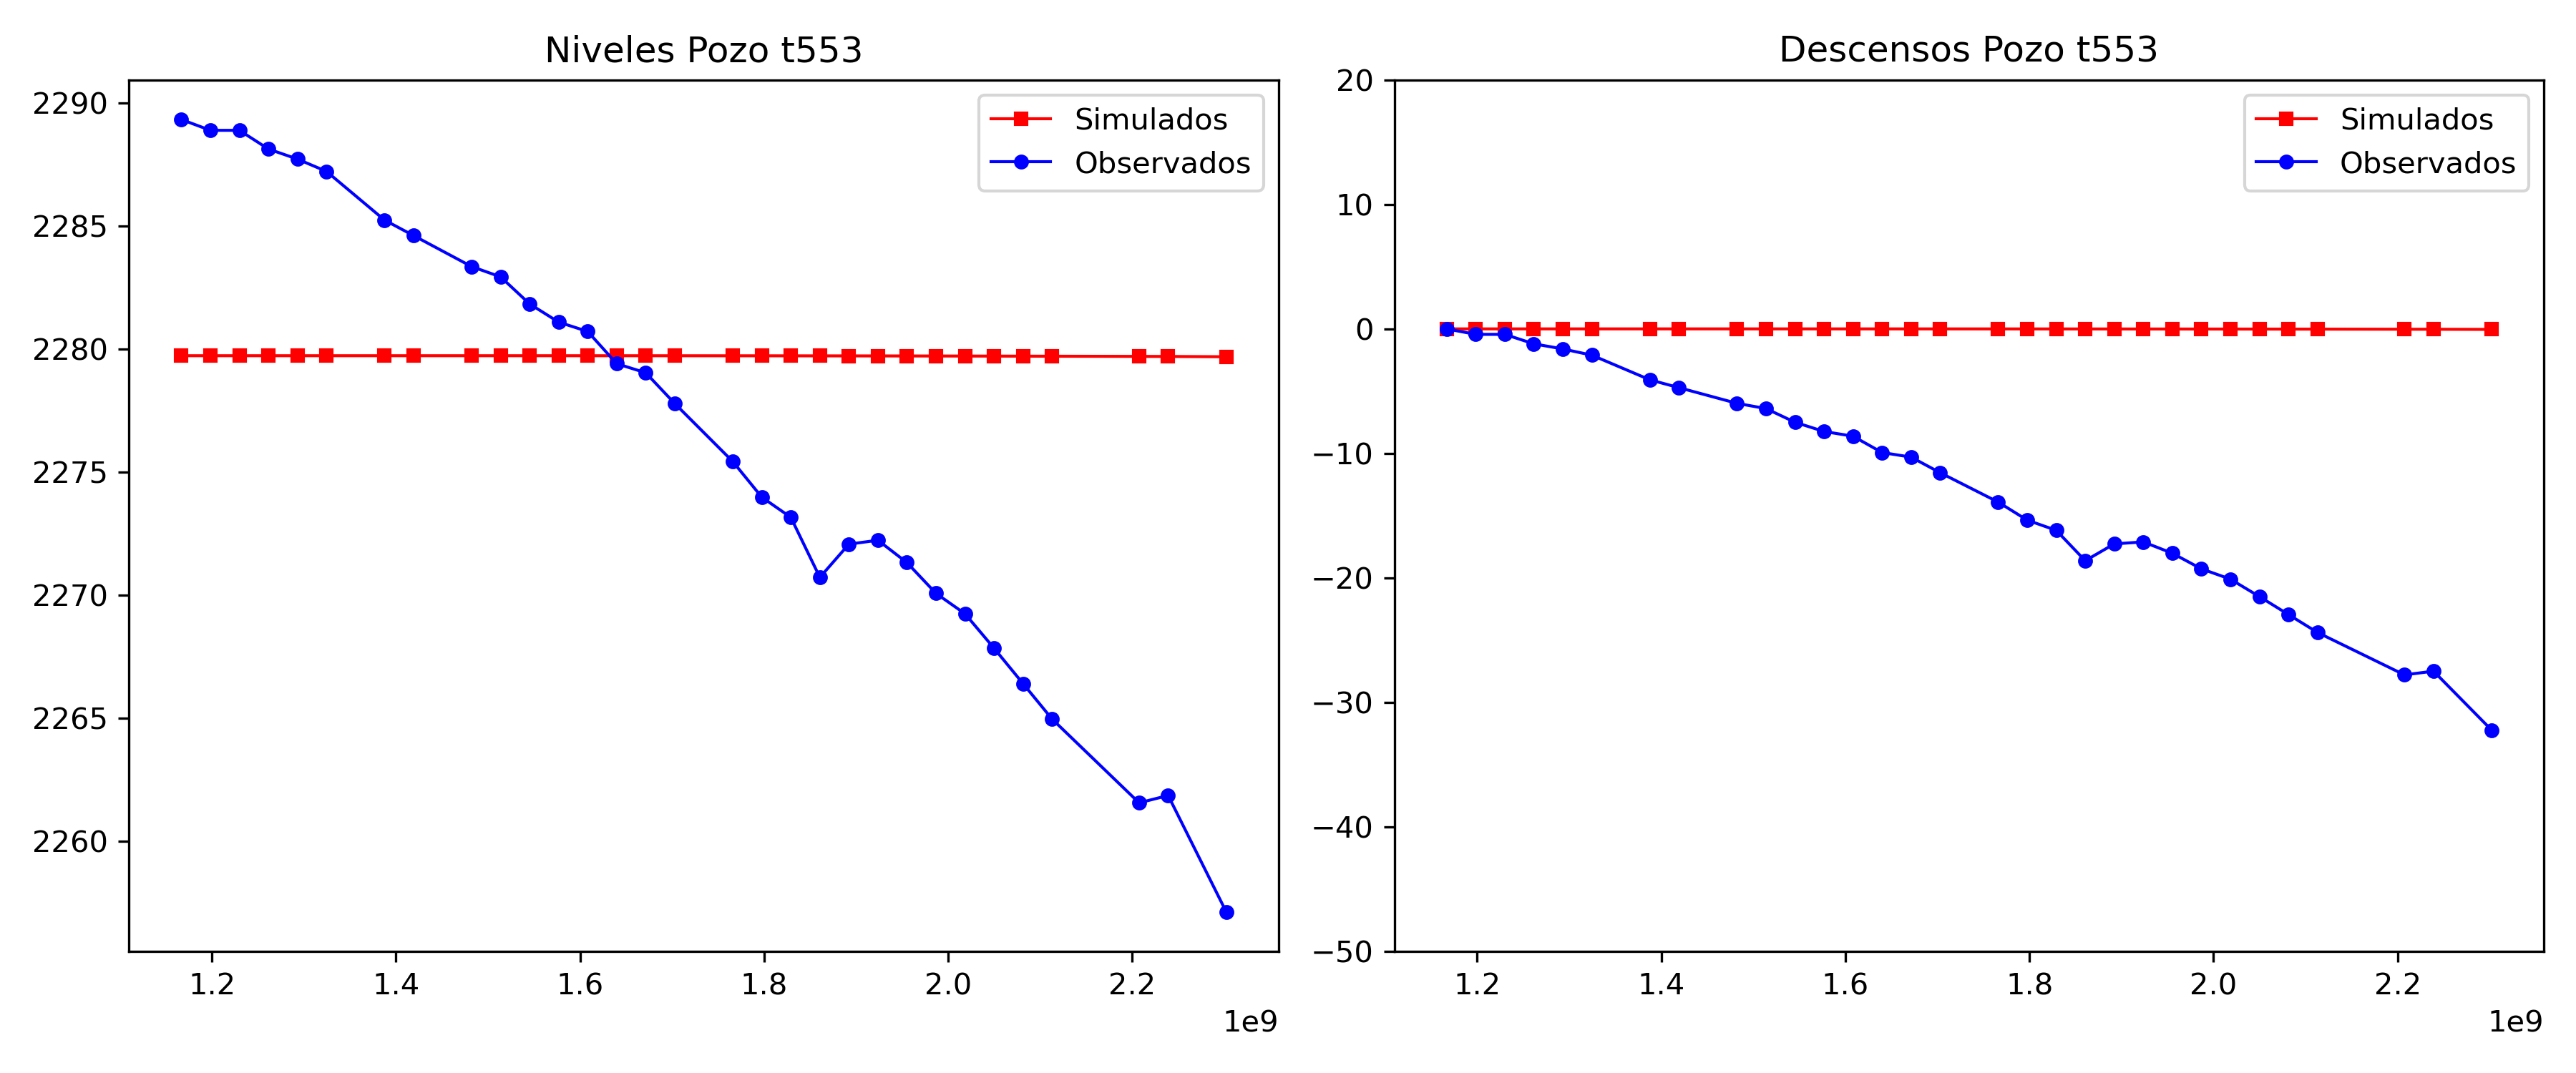 Niveles Pozo t553
2290
2285
2280
2275
2270
2265
2260
1.2 1.4 1.6 1.8 2.0 2.2
1e9
Simulados
Observados
Descensos Pozo t553
20
10
0
−10
−20
−30
−40
−50
1.2 1.4 1.6 1.8 2.0 2.2
1e9
Simulados
Observados